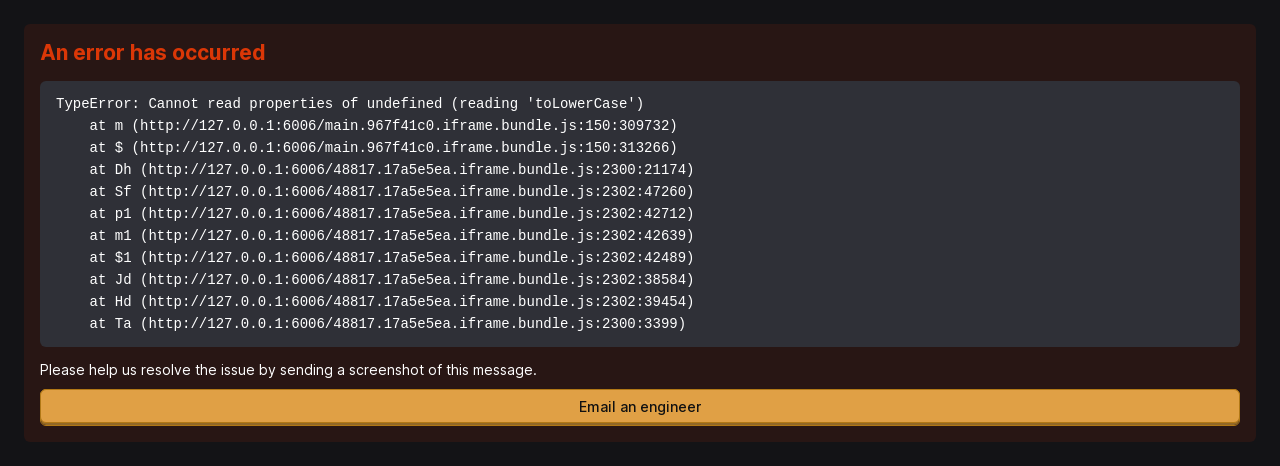 An error has occurred
TypeError: Cannot read properties of undefined (reading 'toLowerCase')
    at m (http://127.0.0.1:6006/main.967f41c0.iframe.bundle.js:150:309732)
    at $ (http://127.0.0.1:6006/main.967f41c0.iframe.bundle.js:150:313266)
    at Dh (http://127.0.0.1:6006/48817.17a5e5ea.iframe.bundle.js:2300:21174)
    at Sf (http://127.0.0.1:6006/48817.17a5e5ea.iframe.bundle.js:2302:47260)
    at p1 (http://127.0.0.1:6006/48817.17a5e5ea.iframe.bundle.js:2302:42712)
    at m1 (http://127.0.0.1:6006/48817.17a5e5ea.iframe.bundle.js:2302:42639)
    at $1 (http://127.0.0.1:6006/48817.17a5e5ea.iframe.bundle.js:2302:42489)
    at Jd (http://127.0.0.1:6006/48817.17a5e5ea.iframe.bundle.js:2302:38584)
    at Hd (http://127.0.0.1:6006/48817.17a5e5ea.iframe.bundle.js:2302:39454)
    at Ta (http://127.0.0.1:6006/48817.17a5e5ea.iframe.bundle.js:2300:3399)
Please help us resolve the issue by sending a screenshot of this message.
Email an engineer